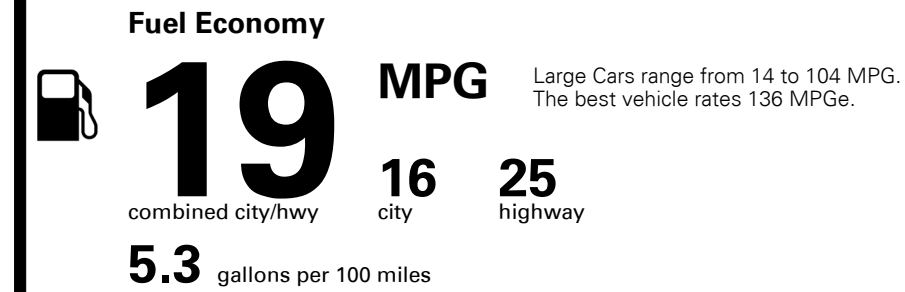 Fuel Economy
19 MPG
Large Cars range from 14 to 104 MPG.
The best vehicle rates 136 MPGe.
combined city/hwy
16
city
25
highway
5.3 gallons per 100 miles